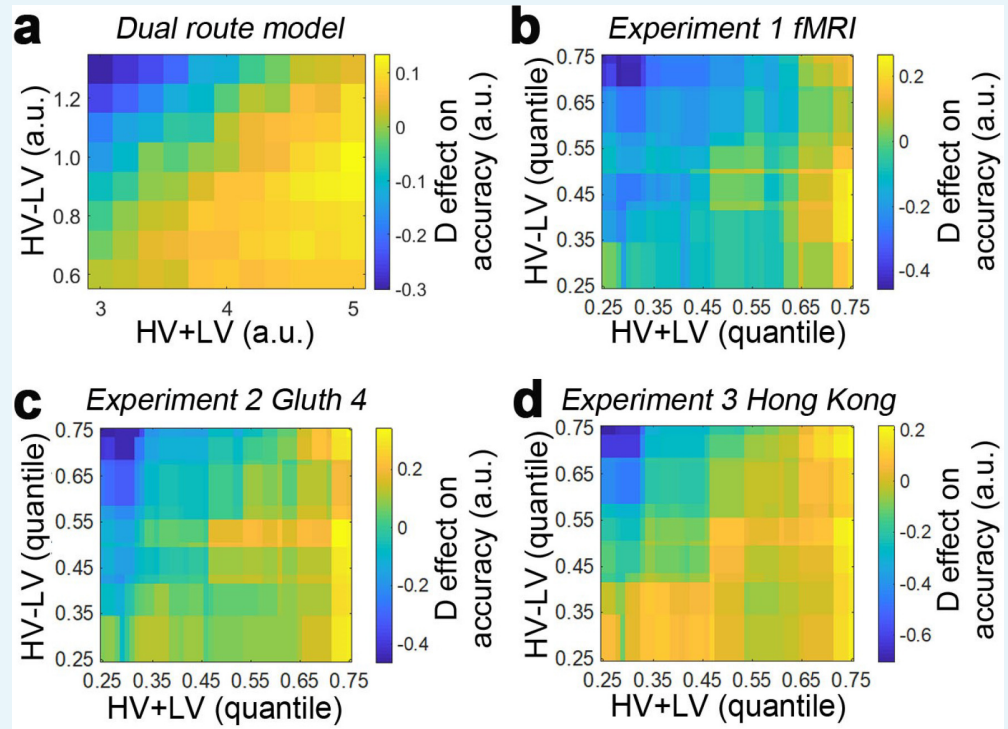 a Dual route model
HV-LV (a.u.)
1.2
1.0
0.8
0.6
3 4 5
HV+LV (a.u.)
0.1
0
-0.1
-0.2
-0.3
D effect on
accuracy (a.u.)
b Experiment 1 fMRI
HV-LV (quantile)
0.75
0.65
0.55
0.45
0.35
0.25
0.25 0.35 0.45 0.55 0.65 0.75
HV+LV (quantile)
0.2
0
-0.2
-0.4
D effect on
accuracy (a.u.)
c Experiment 2 Gluth 4
HV-LV (quantile)
0.75
0.65
0.55
0.45
0.35
0.25
0.25 0.35 0.45 0.55 0.65 0.75
HV+LV (quantile)
0.2
0
-0.2
-0.4
D effect on
accuracy (a.u.)
d Experiment 3 Hong Kong
HV-LV (quantile)
0.75
0.65
0.55
0.45
0.35
0.25
0.25 0.35 0.45 0.55 0.65 0.75
HV+LV (quantile)
0.2
0
-0.2
-0.4
-0.6
D effect on
accuracy (a.u.)